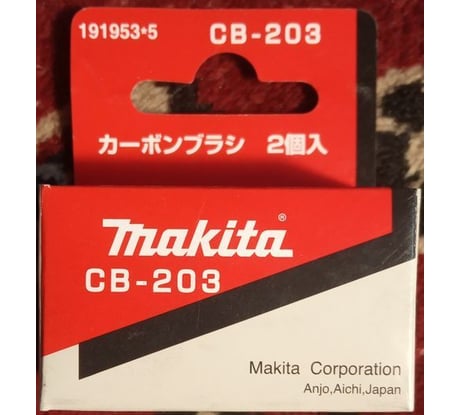 191953*5 CB-203
カーボンブラシ 2個入
makita®
CB-203
Makita Corporation
Anjo,Aichi,Japan